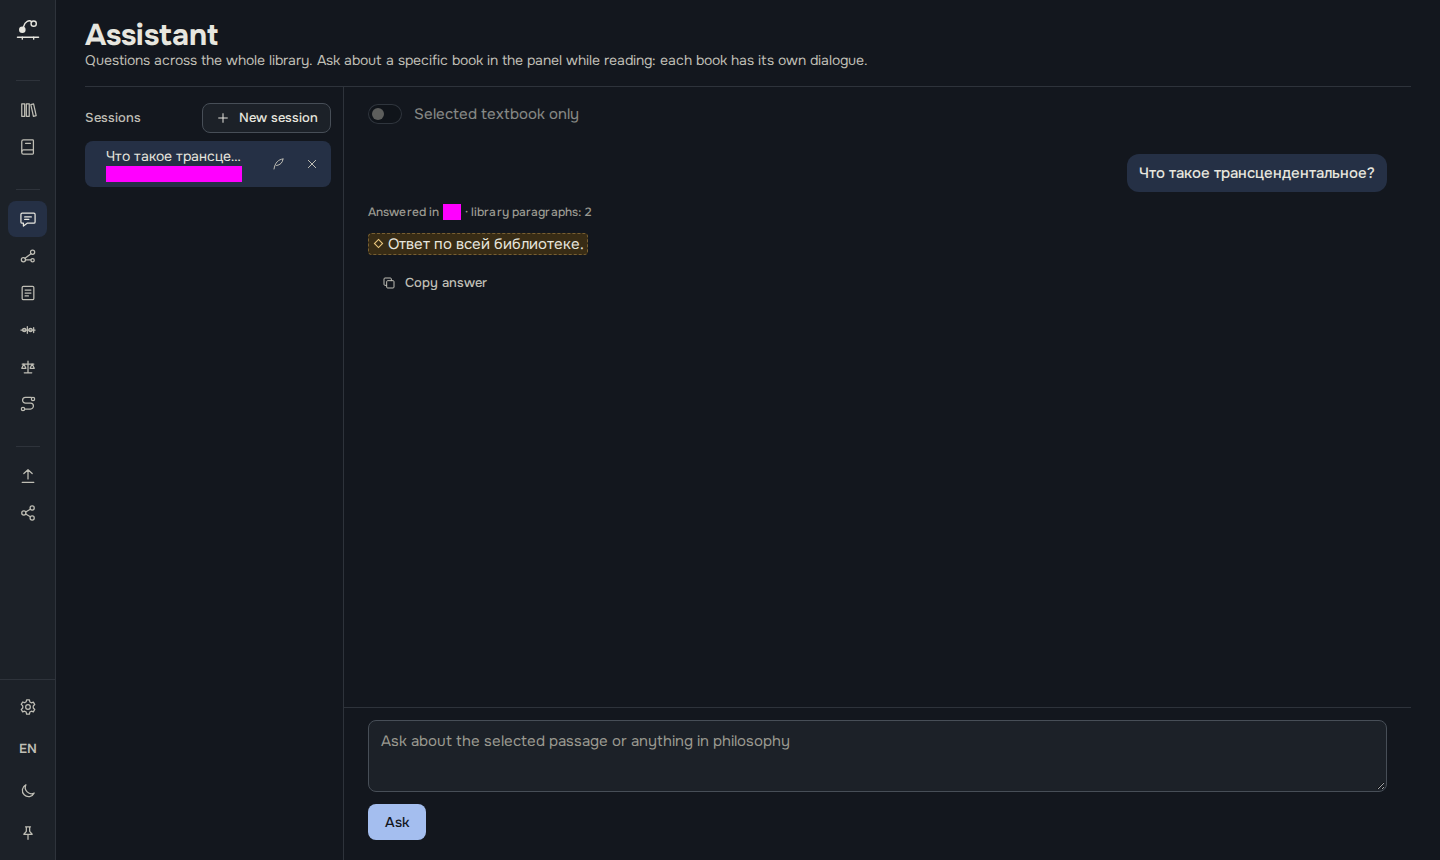 Assistant
Questions across the whole library. Ask about a specific book in the panel while reading: each book has its own dialogue.
Sessions
New session
Что такое трансце...
Selected textbook only
Что такое трансцендентальное?
Answered in · library paragraphs: 2
Ответ по всей библиотеке.
Copy answer
Ask about the selected passage or anything in philosophy
Ask
EN